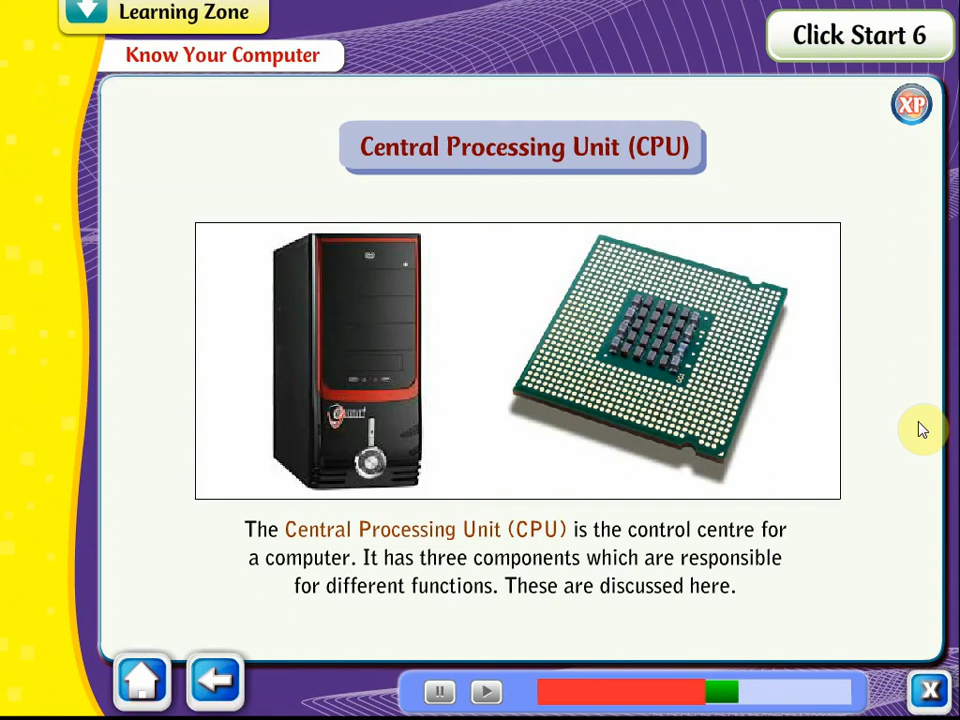 Learning Zone
Know Your Computer
Click Start 6
XP
Central Processing Unit (CPU)
The Central Processing Unit (CPU) is the control centre for
a computer. It has three components which are responsible
for different functions. These are discussed here.
X